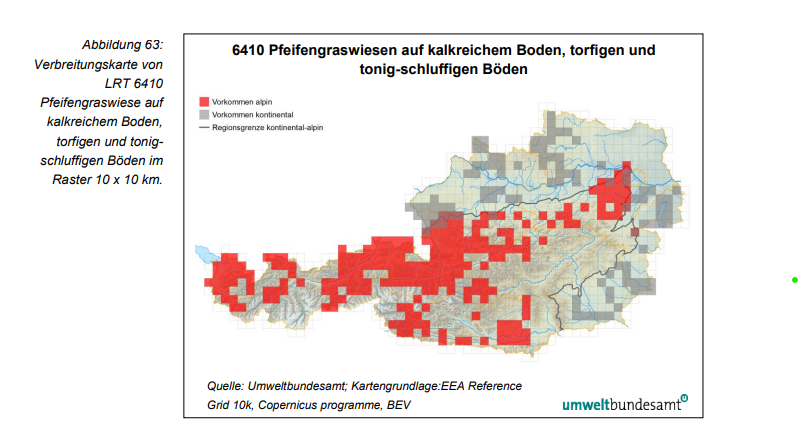 Abbildung 63:
Verbreitungskarte von
LRT 6410
Pfeifengraswiese auf
kalkreichem Boden,
torfigen und tonig-
schluffigen Böden im
Raster 10 x 10 km.
6410 Pfeifengraswiesen auf kalkreichem Boden, torfigen und
tonig-schluffigen Böden
Vorkommen alpin
Vorkommen kontinental
Regionsgrenze kontinental-alpin
Quelle: Umweltbundesamt; Kartengrundlage:EEA Reference
Grid 10k, Copernicus programme, BEV
umweltbundesamt